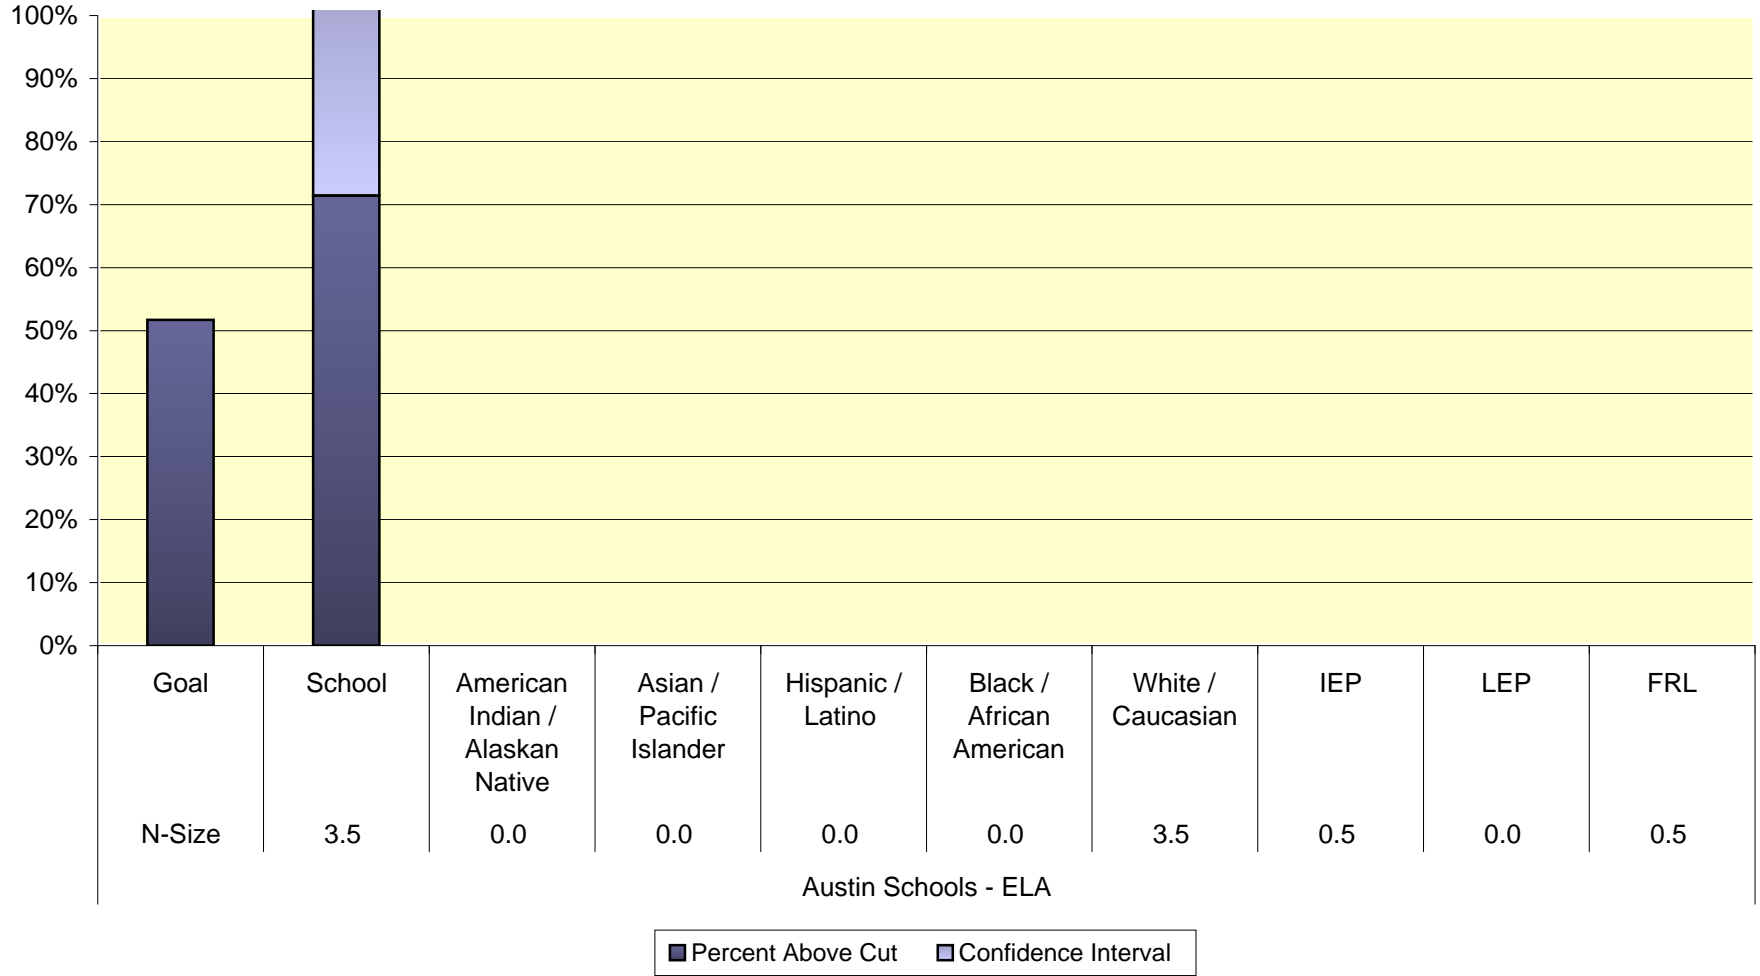 100%
90%
80%
70%
60%
50%
40%
30%
20%
10%
0%
Goal
School
American
Indian /
Alaskan
Native
Asian /
Pacific
Islander
Hispanic /
Latino
Black /
African
American
White /
Caucasian
IEP
LEP
FRL
N-Size 3.5 0.0 0.0 0.0 0.0 3.5 0.5 0.0 0.5
Austin Schools - ELA
Percent Above Cut Confidence Interval